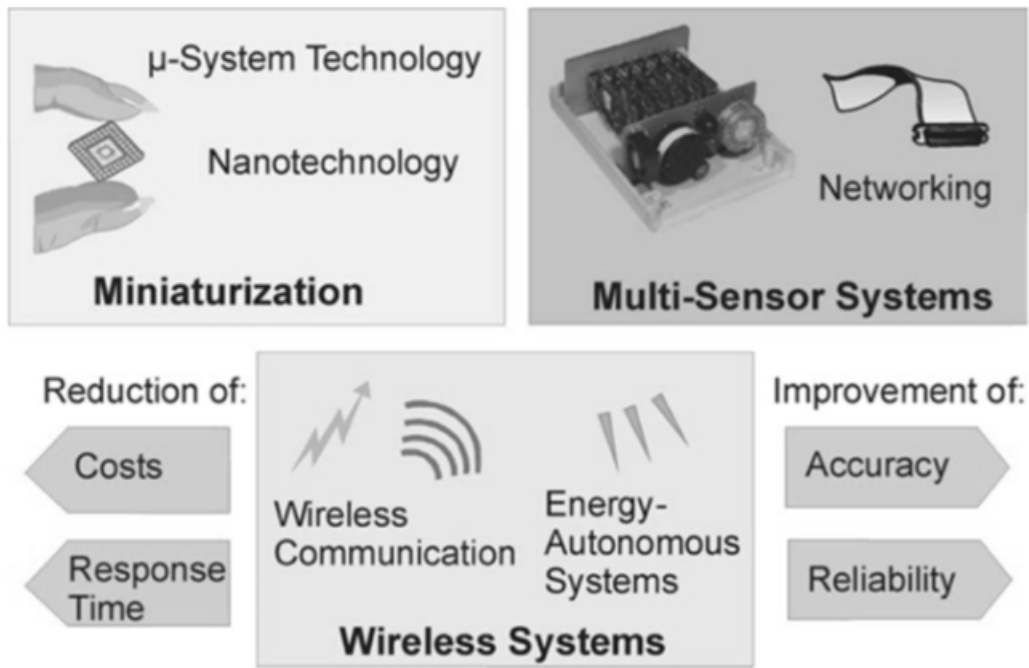 µ-System Technology
Nanotechnology
Miniaturization
Networking
Multi-Sensor Systems
Reduction of:
Costs
Response
Time
Wireless
Communication
Energy-
Autonomous
Systems
Wireless Systems
Improvement of:
Accuracy
Reliability